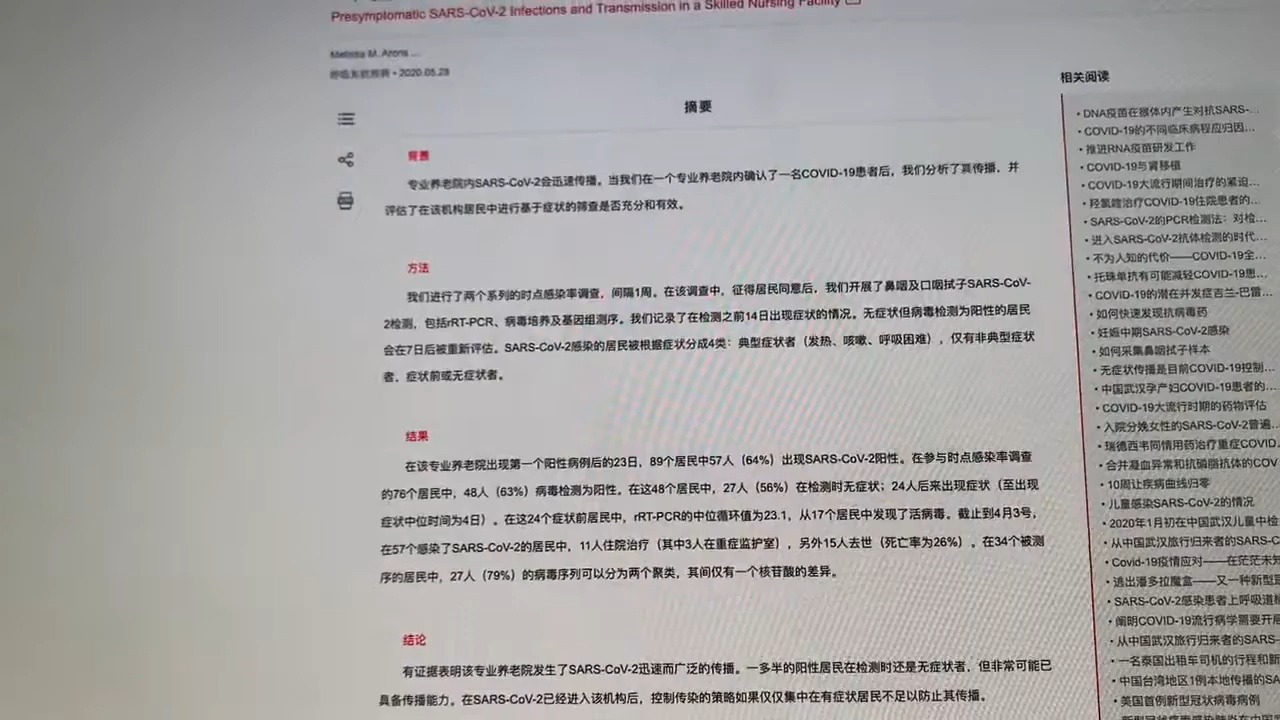 Presymptomatic SARS-CoV-2 Infections and Transmission in a Skilled Nursing Facility
Melissa M. Arons ...
呼吸系统疾病 • 2020.05.28
摘要
背景
专业养老院内SARS-CoV-2会迅速传播。当我们在一个专业养老院内确认了一名COVID-19患者后，我们分析了其传播，并
评估了在该机构居民中进行基于症状的筛查是否充分和有效。
方法
我们进行了两个系列的时点感染率调查，间隔1周。在该调查中，征得居民同意后，我们开展了鼻咽及口咽拭子SARS-CoV-
2检测，包括rRT-PCR、病毒培养及基因组测序。我们记录了在检测之前14日出现症状的情况。无症状但病毒检测为阳性的居民
会在7日后被重新评估。SARS-CoV-2感染的居民被根据症状分成4类：典型症状者（发热、咳嗽、呼吸困难），仅有非典型症状
者，症状前或无症状者。
结果
在该专业养老院出现第一个阳性病例后的23日，89个居民中57人（64%）出现SARS-CoV-2阳性。在参与时点感染率调查
的76个居民中，48人（63%）病毒检测为阳性。在这48个居民中，27人（56%）在检测时无症状；24人后来出现症状（至出现
症状中位时间为4日）。在这24个症状前居民中，rRT-PCR的中位循环值为23.1，从17个居民中发现了活病毒。截止到4月3号，
在57个感染了SARS-CoV-2的居民中，11人住院治疗（其中3人在重症监护室），另外15人去世（死亡率为26%）。在34个被测
序的居民中，27人（79%）的病毒序列可以分为两个聚类，其间仅有一个核苷酸的差异。
结论
有证据表明该专业养老院发生了SARS-CoV-2迅速而广泛的传播。一多半的阳性居民在检测时还是无症状者，但非常可能已
具备传播能力。在SARS-CoV-2已经进入该机构后，控制传染的策略如果仅仅集中在有症状居民不足以防止其传播。
相关阅读
• DNA疫苗在猴体内产生对抗SARS-...
• COVID-19的不同临床病程应归因...
• 推进RNA疫苗研发工作
• COVID-19与肾移植
• COVID-19大流行期间治疗的紧迫...
• 羟氯喹治疗COVID-19住院患者的...
• SARS-CoV-2的PCR检测法：对检...
• 进入SARS-CoV-2抗体检测的时代...
• 不为人知的代价——COVID-19全...
• 托珠单抗有可能减轻COVID-19患...
• COVID-19的潜在并发症吉兰-巴雷...
• 如何快速发现抗病毒药
• 妊娠中期SARS-CoV-2感染
• 如何采集鼻咽拭子样本
• 无症状传播是目前COVID-19控制...
• 中国武汉孕产妇COVID-19患者的...
• COVID-19大流行时期的药物评估
• 入院分娩女性的SARS-CoV-2普遍...
• 瑞德西韦同情用药治疗重症COVID
• 合并凝血异常和抗磷脂抗体的COV
• 10周让疾病曲线归零
• 儿童感染SARS-CoV-2的情况
• 2020年1月初在中国武汉儿童中检
• 从中国武汉旅行归来者的SARS-C
• Covid-19疫情应对——在茫茫未知
• 逃出潘多拉魔盒——又一种新型
• SARS-CoV-2感染患者上呼吸道
• 阐明COVID-19流行病学需要开展
• 从中国武汉旅行归来者的SARS-
• 一名泰国出租车司机的行程和新
• 中国台湾地区1例本地传播的SA
• 美国首例新型冠状病毒病例